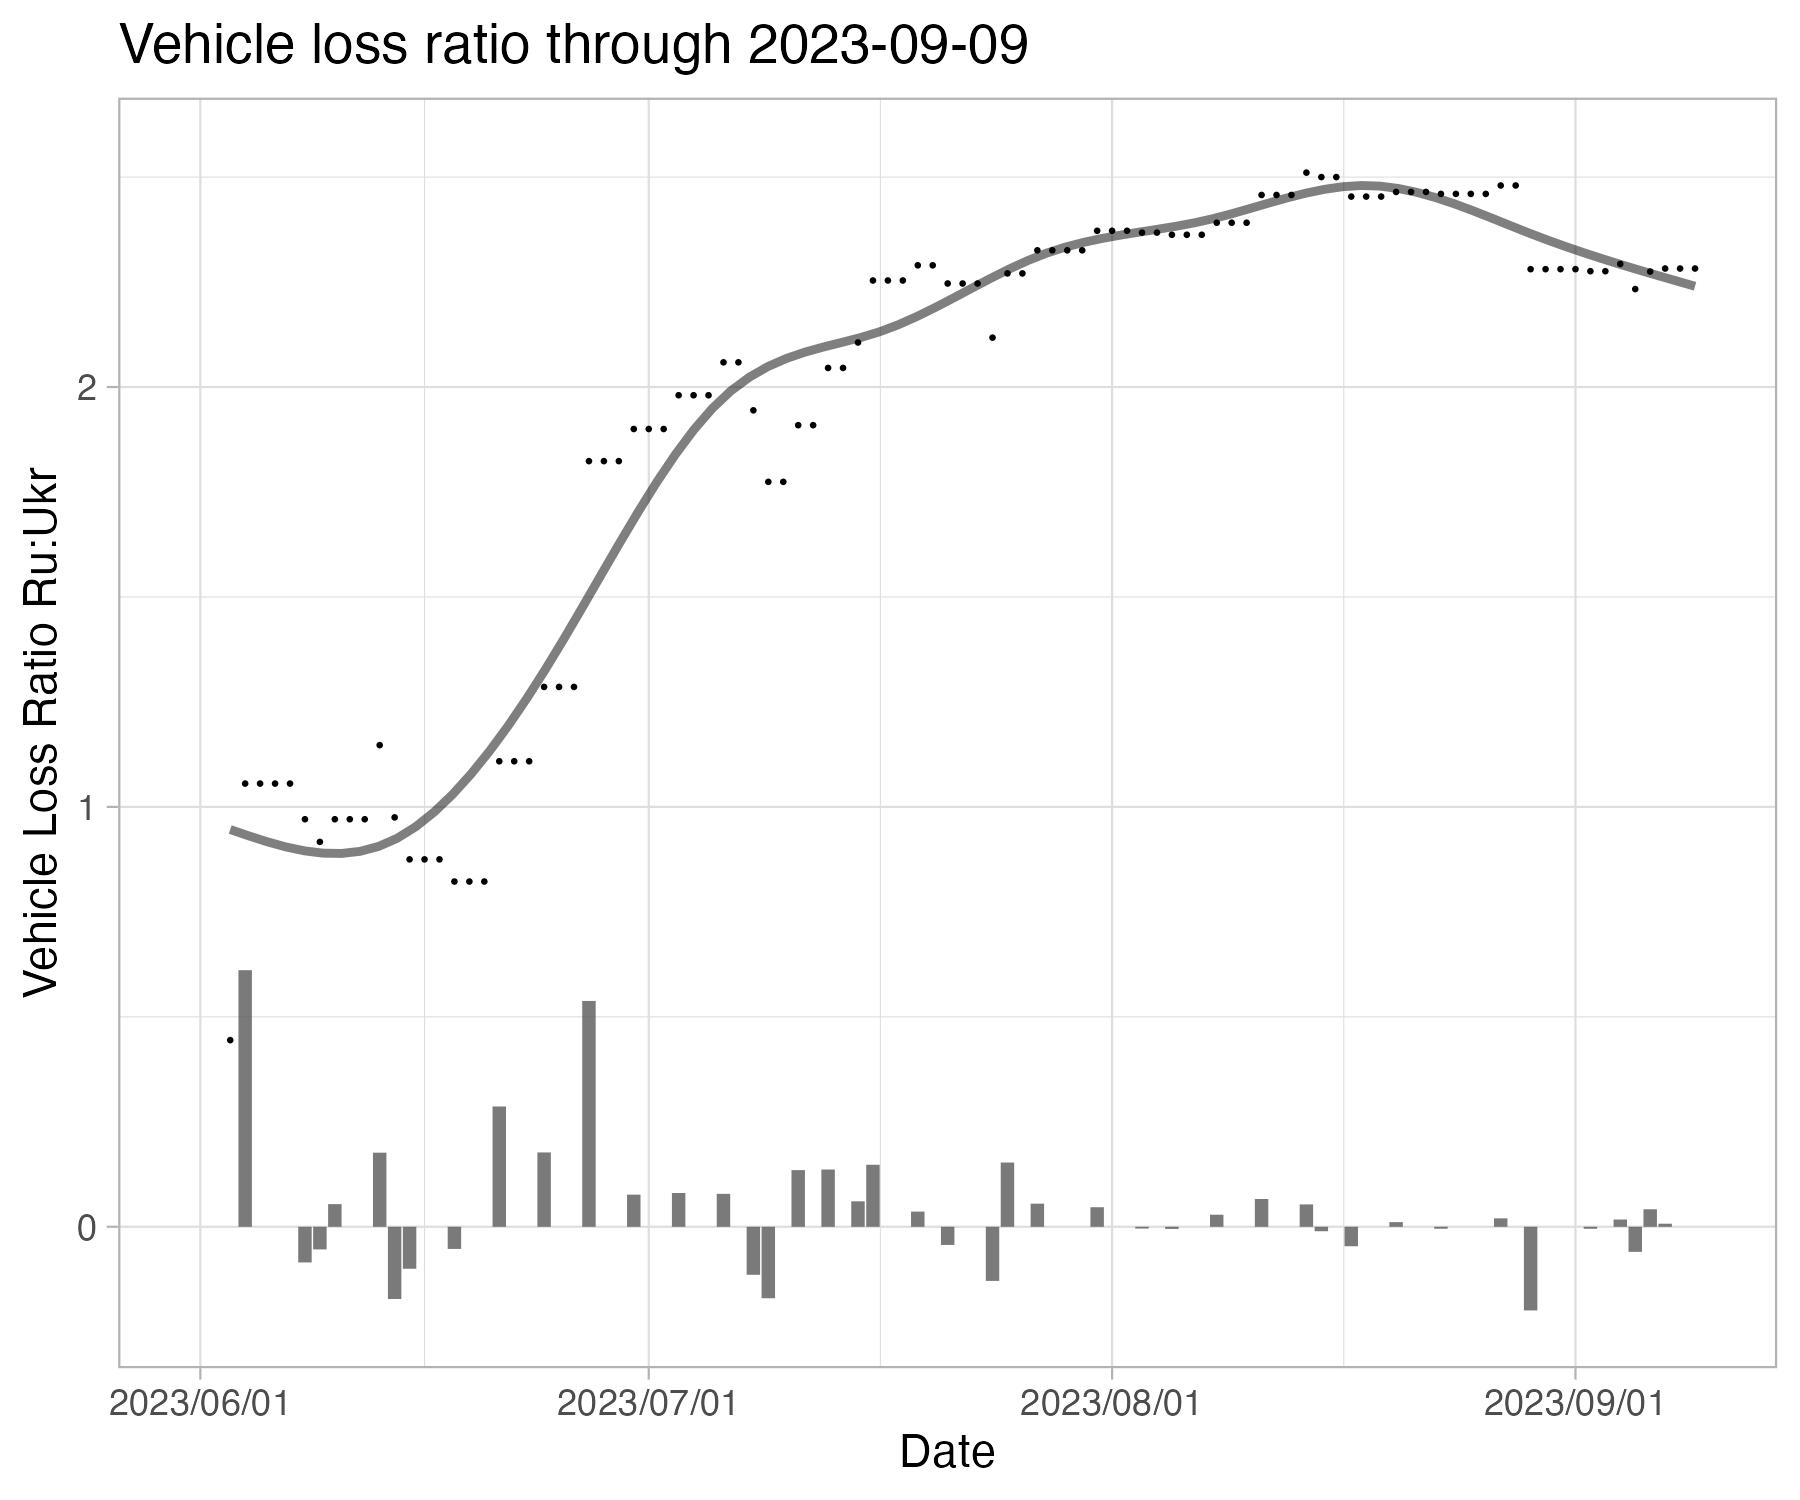 Vehicle loss ratio through 2023-09-09
Vehicle Loss Ratio Ru:Ukr
2
1
0
2023/06/01
2023/07/01
2023/08/01
2023/09/01
Date